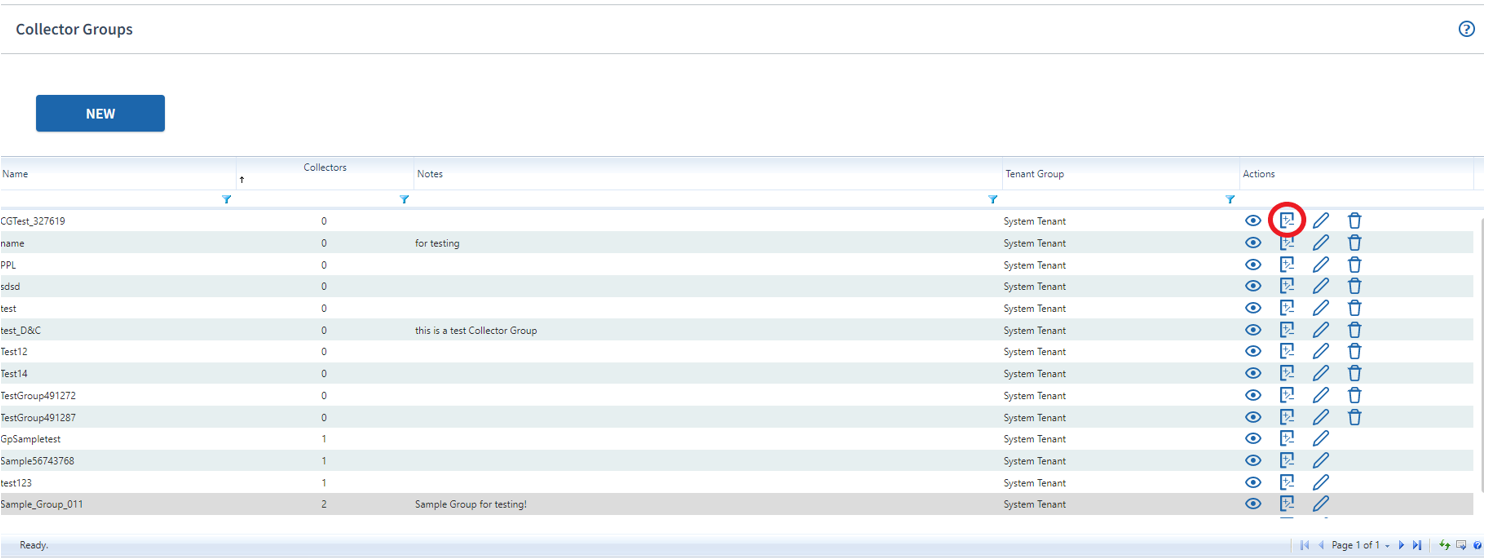 Collector Groups
NEW
Name Collectors Notes Tenant Group Actions
CGTest_327619 0 System Tenant
name 0 for testing System Tenant
PPL 0 System Tenant
sdsd 0 System Tenant
test 0 System Tenant
test_D&C 0 this is a test Collector Group System Tenant
Test12 0 System Tenant
Test14 0 System Tenant
TestGroup491272 0 System Tenant
TestGroup491287 0 System Tenant
GpSampletest 1 System Tenant
Sample56743768 1 System Tenant
test123 1 System Tenant
Sample_Group_011 2 Sample Group for testing! System Tenant
Ready. Page 1 of 1